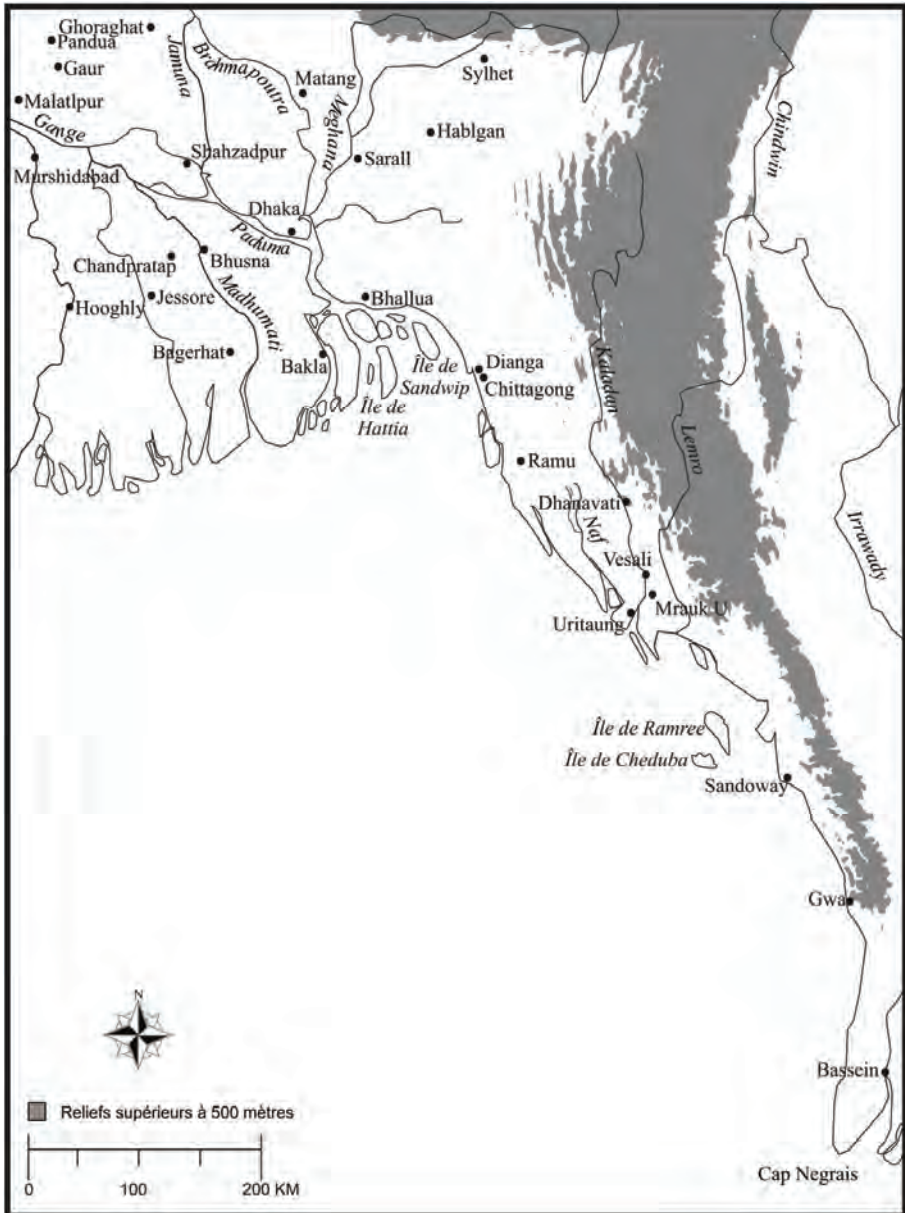 Ghoraghat
Pandua
Gaur
Jamuna
Brohmapoutra
Matang
Meghana
Sylhet
Chindwin
Malatlpur
Gange
Hablgan
Shahzadpur
Sarall
Murshidabad
Dhaka
Paduma
Chandpratap
Bhusna
Hooghly
Jessore
Madhumati
Bhallua
Bagerhat
Bakla
Île de
Sandwip
Dianga
Chittagong
Île de
Hattia
Kaladan
Lemro
Ramu
Dhanavati
Naf
Irrawady
Vesali
Mrauk U
Uritaung
Île de Ramree
Île de Cheduba
Sandoway
Gwa
N
Bassein
Reliefs supérieurs à 500 mètres
0 100 200 KM
Cap Negrais